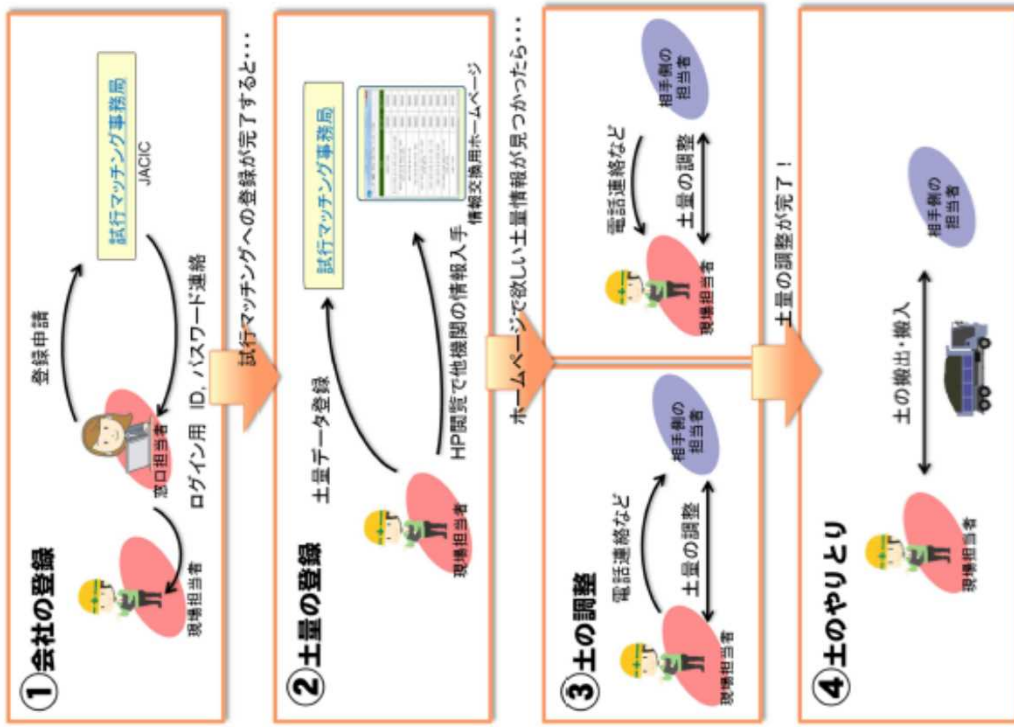 ①会社の登録
登録申請
試行マッチング事務局
JACIC
窓口担当者
現場担当者
ログイン用 ID, パスワード連絡
試行マッチングへの登録が完了すると・・・
②土量の登録
土量データ登録
試行マッチング事務局
HP閲覧で他機関の情報入手
情報交換用ホームページ
現場担当者
ホームページで欲しい土量情報が見つかったら・・・
③土の調整
電話連絡など
土量の調整
現場担当者
相手側の
担当者
電話連絡など
土量の調整
現場担当者
相手側の
担当者
土量の調整が完了!
④土のやりとり
土の搬出・搬入
現場担当者
相手側の
担当者